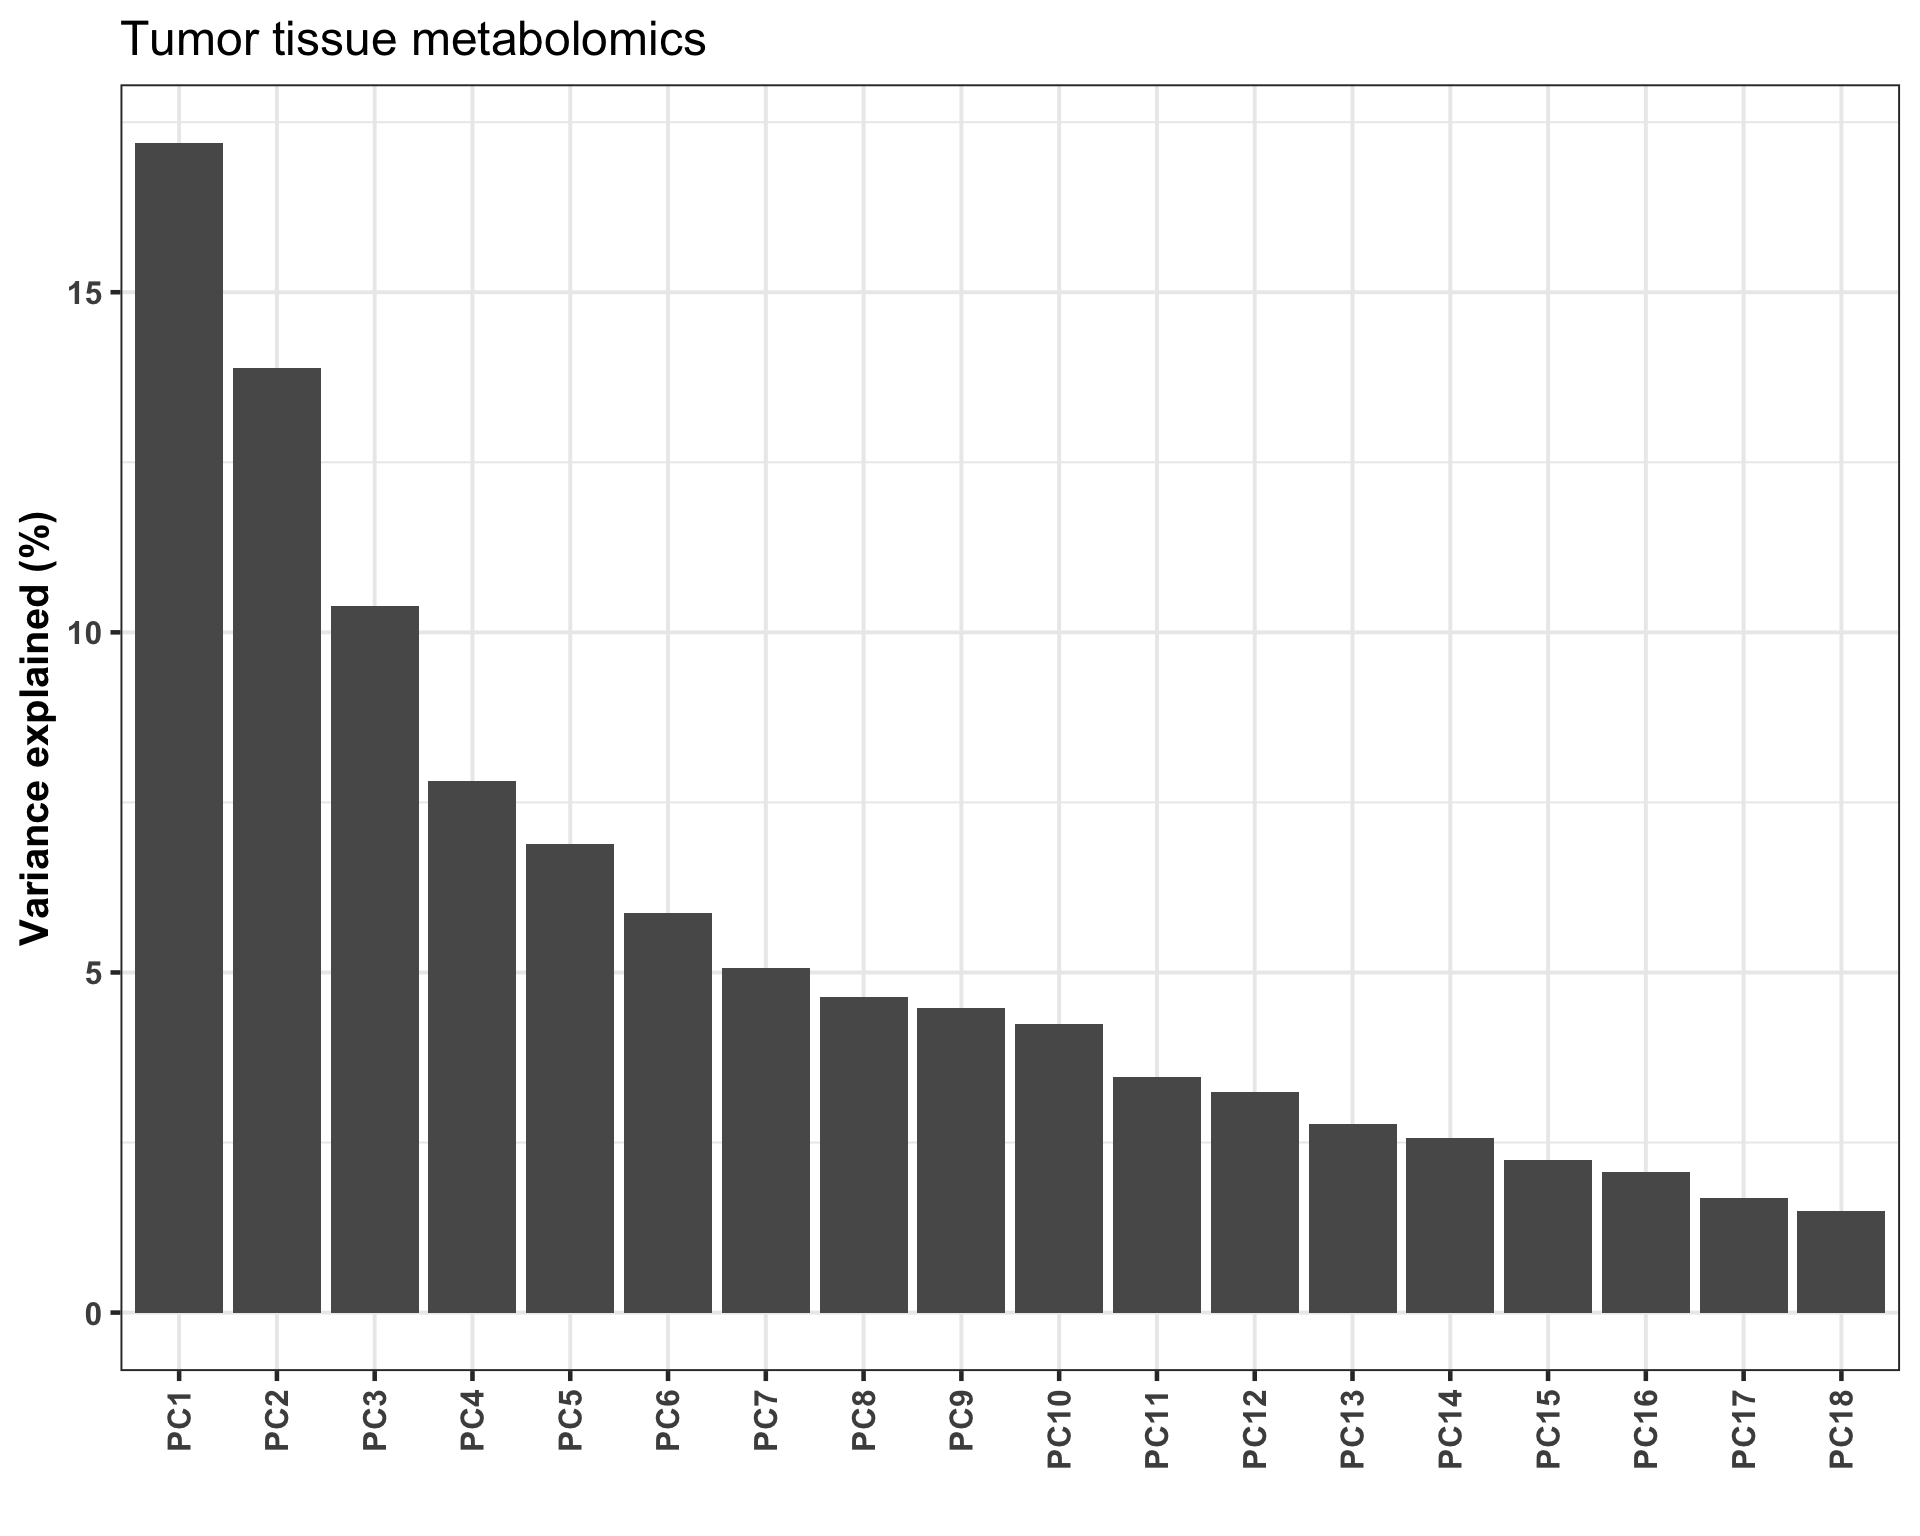 Tumor tissue metabolomics
Variance explained (%)
15
10
5
0
PC1
PC2
PC3
PC4
PC5
PC6
PC7
PC8
PC9
PC10
PC11
PC12
PC13
PC14
PC15
PC16
PC17
PC18